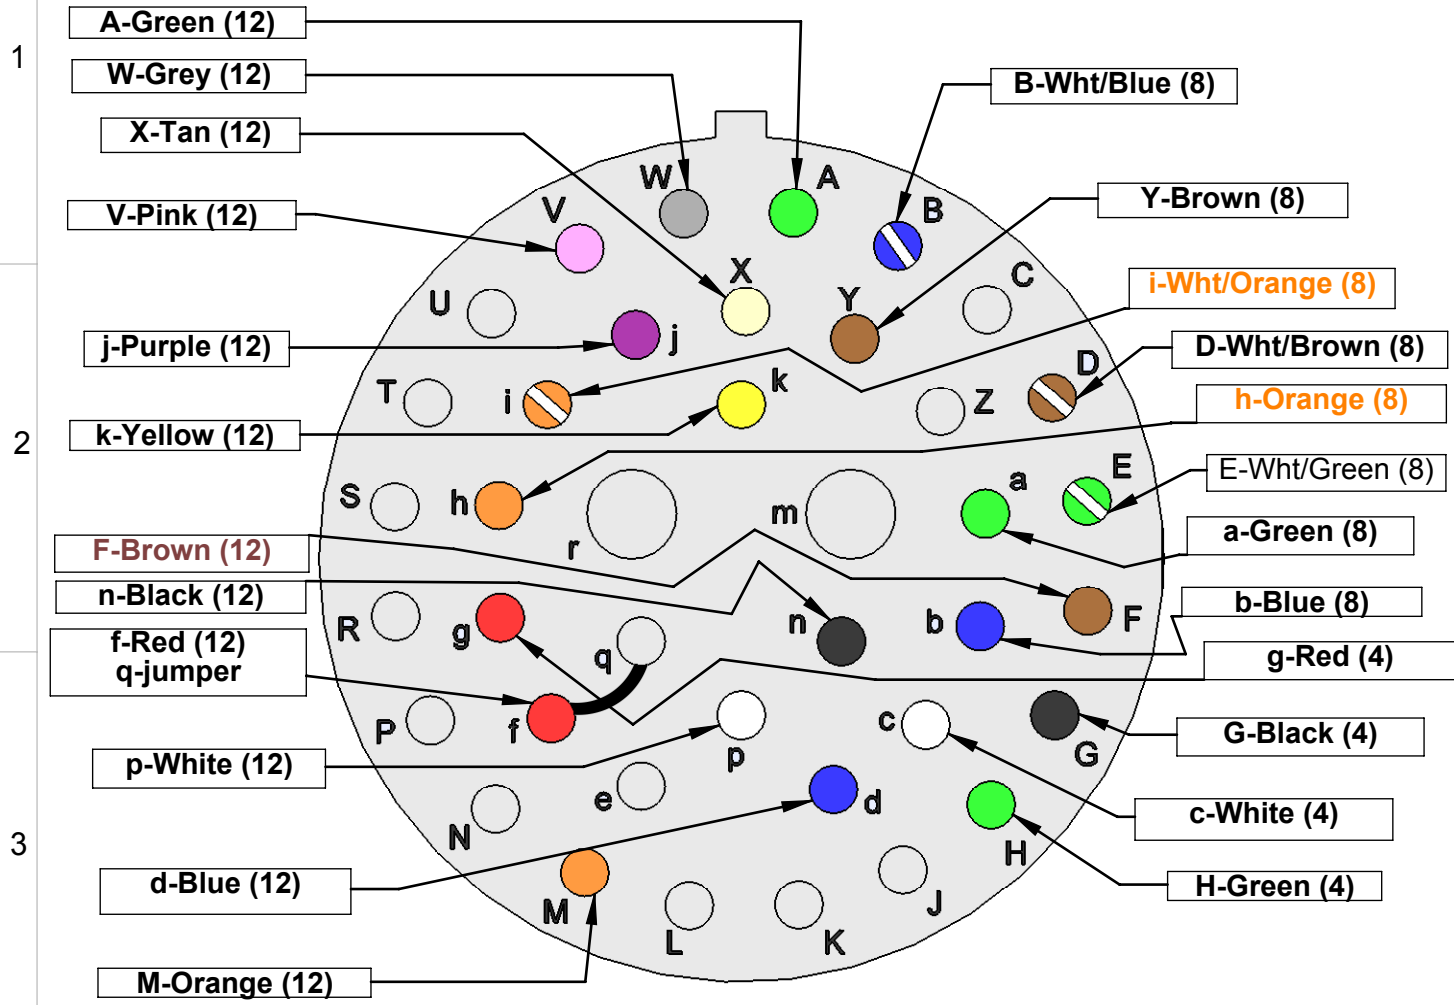 1
2
3
A-Green (12)
W-Grey (12)
X-Tan (12)
V-Pink (12)
j-Purple (12)
k-Yellow (12)
F-Brown (12)
n-Black (12)
f-Red (12)
q-jumper
p-White (12)
d-Blue (12)
M-Orange (12)
B-Wht/Blue (8)
Y-Brown (8)
i-Wht/Orange (8)
D-Wht/Brown (8)
h-Orange (8)
E-Wht/Green (8)
a-Green (8)
b-Blue (8)
g-Red (4)
G-Black (4)
c-White (4)
H-Green (4)
W
A
B
V
X
Y
C
U
j
D
T
i
k
Z
S
h
r
m
a
E
R
g
q
n
b
F
P
f
p
c
G
N
e
d
H
M
L
K
J